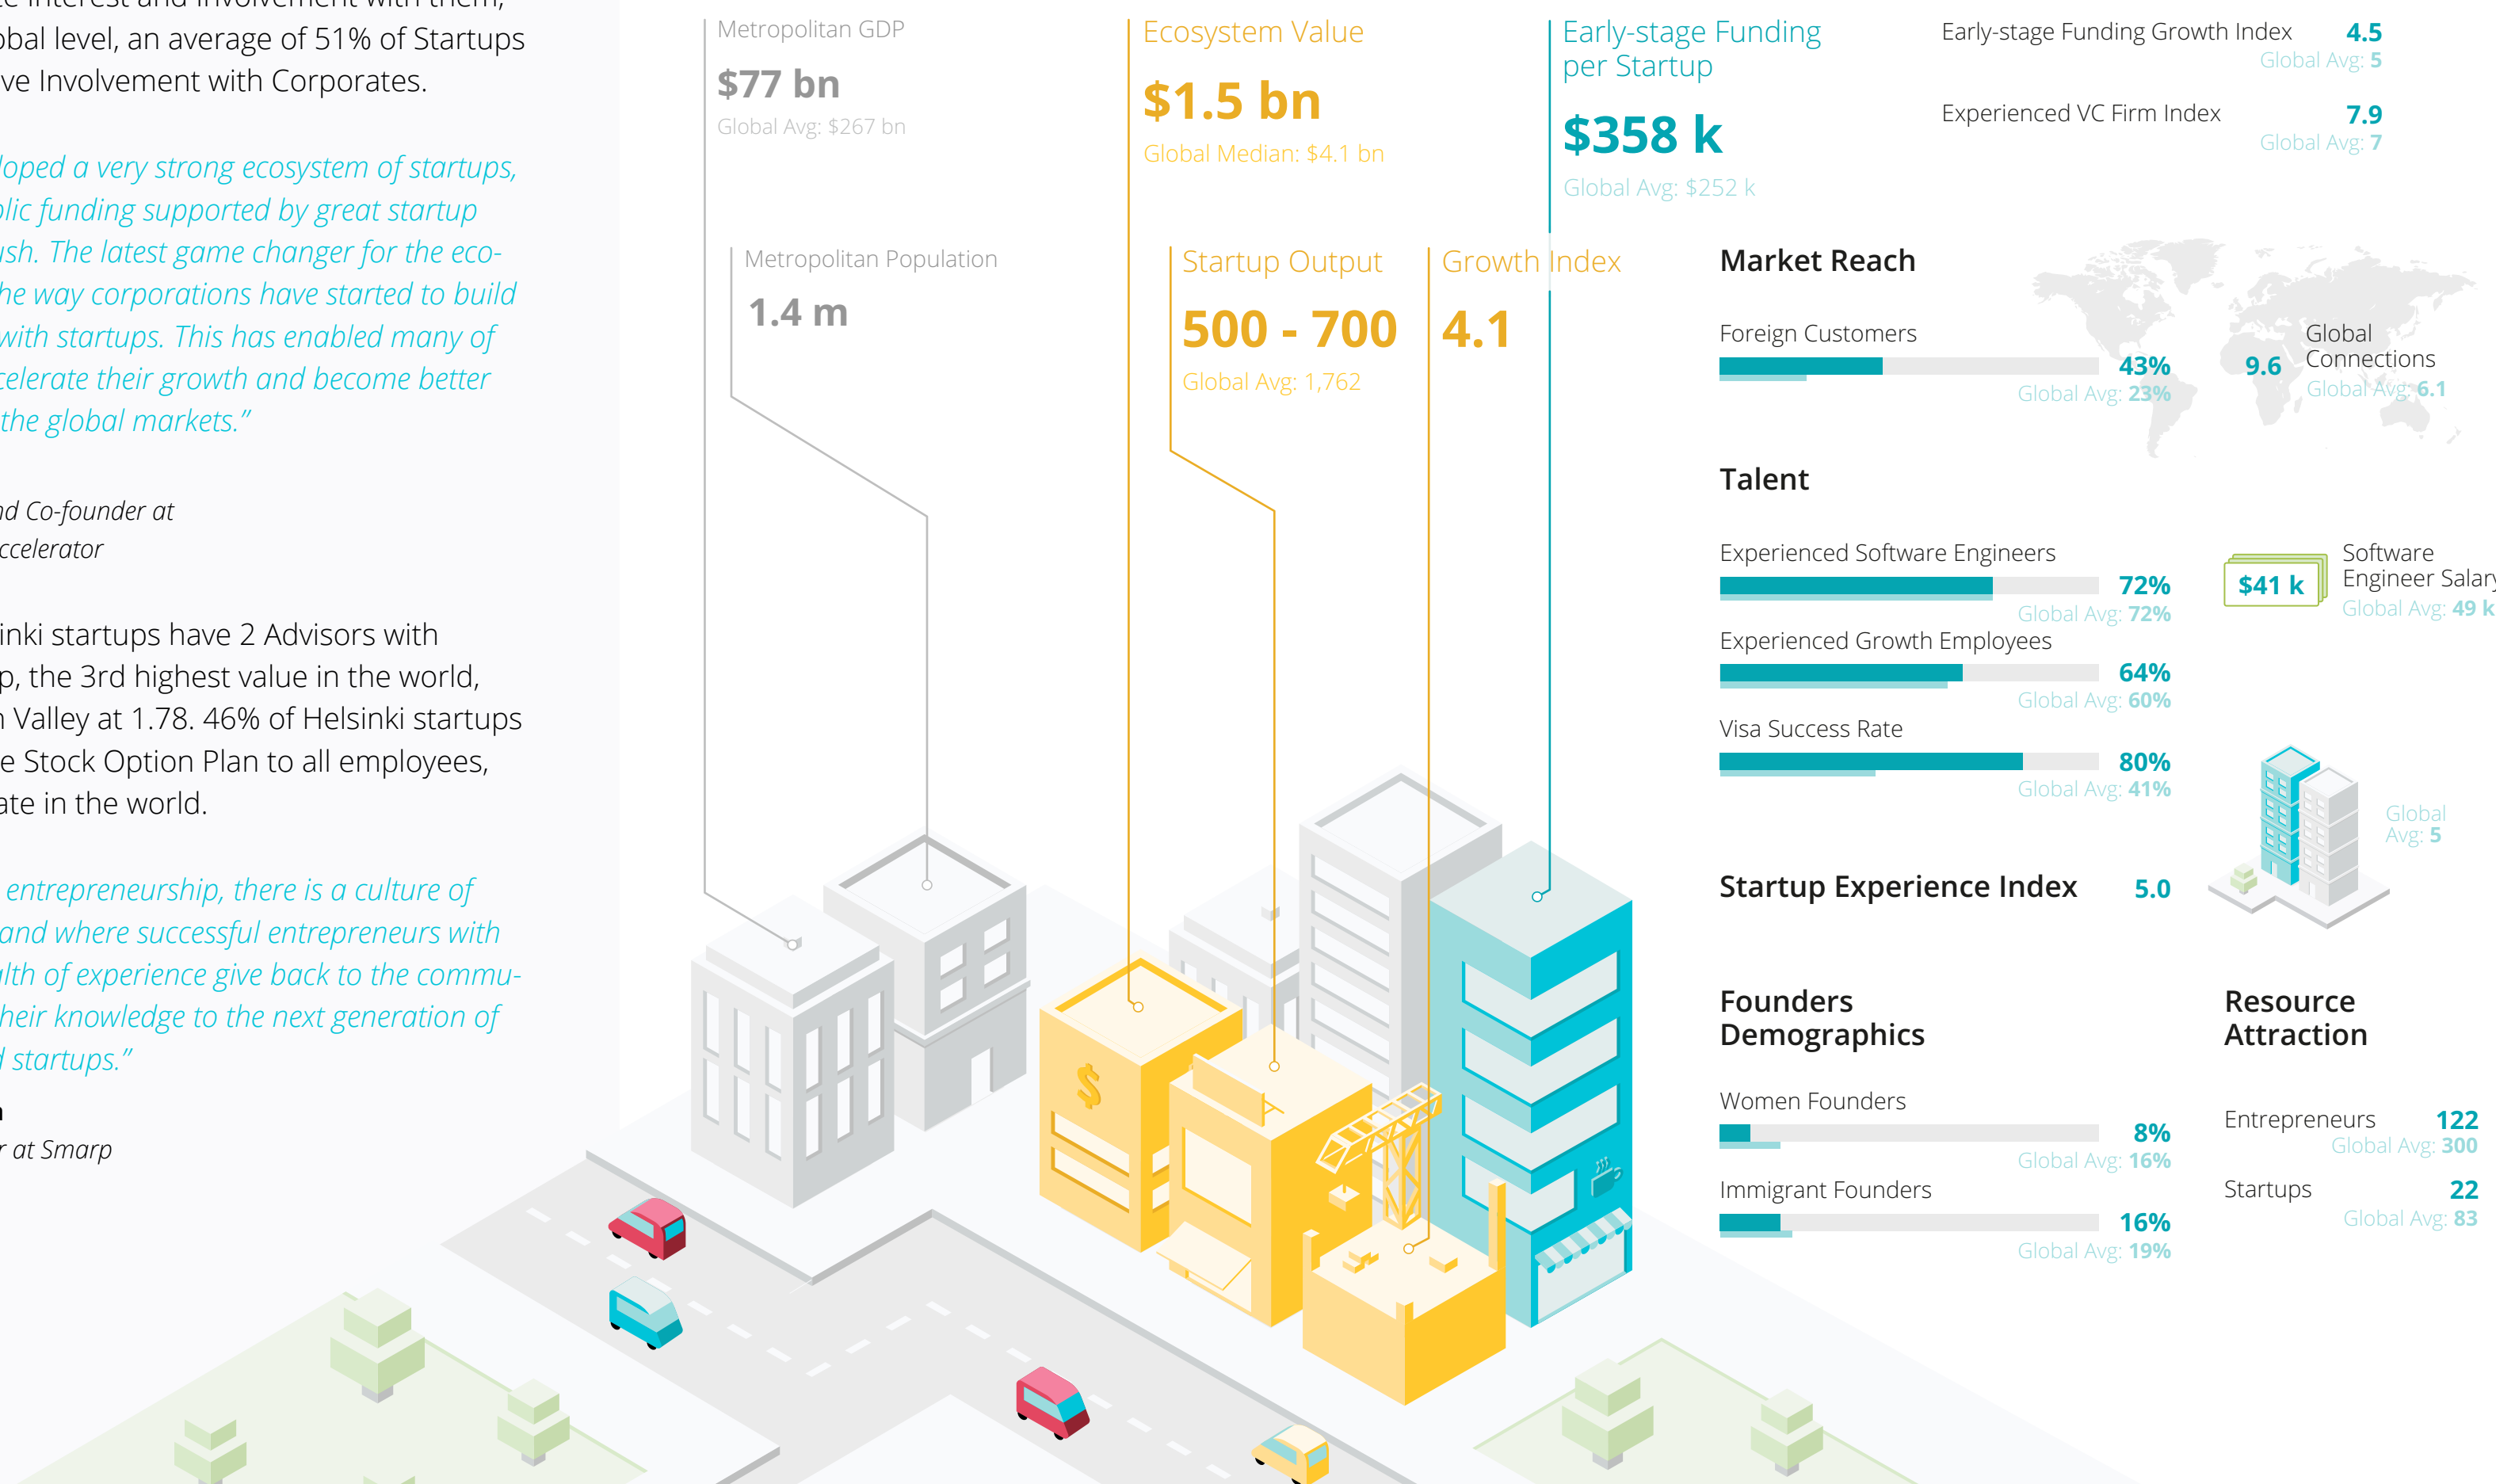 te Interest and Involvement with them,
obal level, an average of 51% of Startups
ve Involvement with Corporates.
loped a very strong ecosystem of startups,
blic funding supported by great startup
ush. The latest game changer for the eco-
the way corporations have started to build
with startups. This has enabled many of
ccelerate their growth and become better
the global markets.”
nd Co-founder at
ccelerator
inki startups have 2 Advisors with
p, the 3rd highest value in the world,
n Valley at 1.78. 46% of Helsinki startups
e Stock Option Plan to all employees,
ate in the world.
entrepreneurship, there is a culture of
and where successful entrepreneurs with
alth of experience give back to the commu-
heir knowledge to the next generation of
d startups.”
r at Smarp
Metropolitan GDP
$77 bn
Global Avg: $267 bn
Metropolitan Population
1.4 m
Ecosystem Value
$1.5 bn
Global Median: $4.1 bn
Startup Output
500 - 700
Global Avg: 1,762
Growth Index
4.1
Early-stage Funding
per Startup
$358 k
Global Avg: $252 k
Early-stage Funding Growth Index 4.5
Global Avg: 5
Experienced VC Firm Index 7.9
Global Avg: 7
Market Reach
Foreign Customers
43%
Global Avg: 23%
9.6
Global
Connections
Global Avg: 6.1
Talent
Experienced Software Engineers
72%
Global Avg: 72%
Experienced Growth Employees
64%
Global Avg: 60%
Visa Success Rate
80%
Global Avg: 41%
$41 k
Software
Engineer Salary
Global Avg: 49 k
Startup Experience Index 5.0
Global
Avg: 5
Founders
Demographics
Women Founders
8%
Global Avg: 16%
Immigrant Founders
16%
Global Avg: 19%
Resource
Attraction
Entrepreneurs 122
Global Avg: 300
Startups 22
Global Avg: 83
$